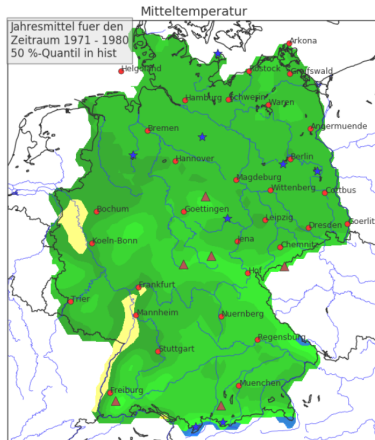 Mitteltemperatur
Jahresmittel fuer den
Zeitraum 1971 - 1980
50 %-Quantil in hist
Arkona
Helgoland
Rostock
Greifswald
Hamburg
Schwerin
Waren
Bremen
Angermuende
Hannover
Berlin
Magdeburg
Wittenberg
Cottbus
Bochum
Goettingen
Leipzig
Dresden
Goerlit
Koeln-Bonn
Jena
Chemnitz
Hof
Frankfurt
Trier
Mannheim
Nuernberg
Regensburg
Stuttgart
Freiburg
Muenchen